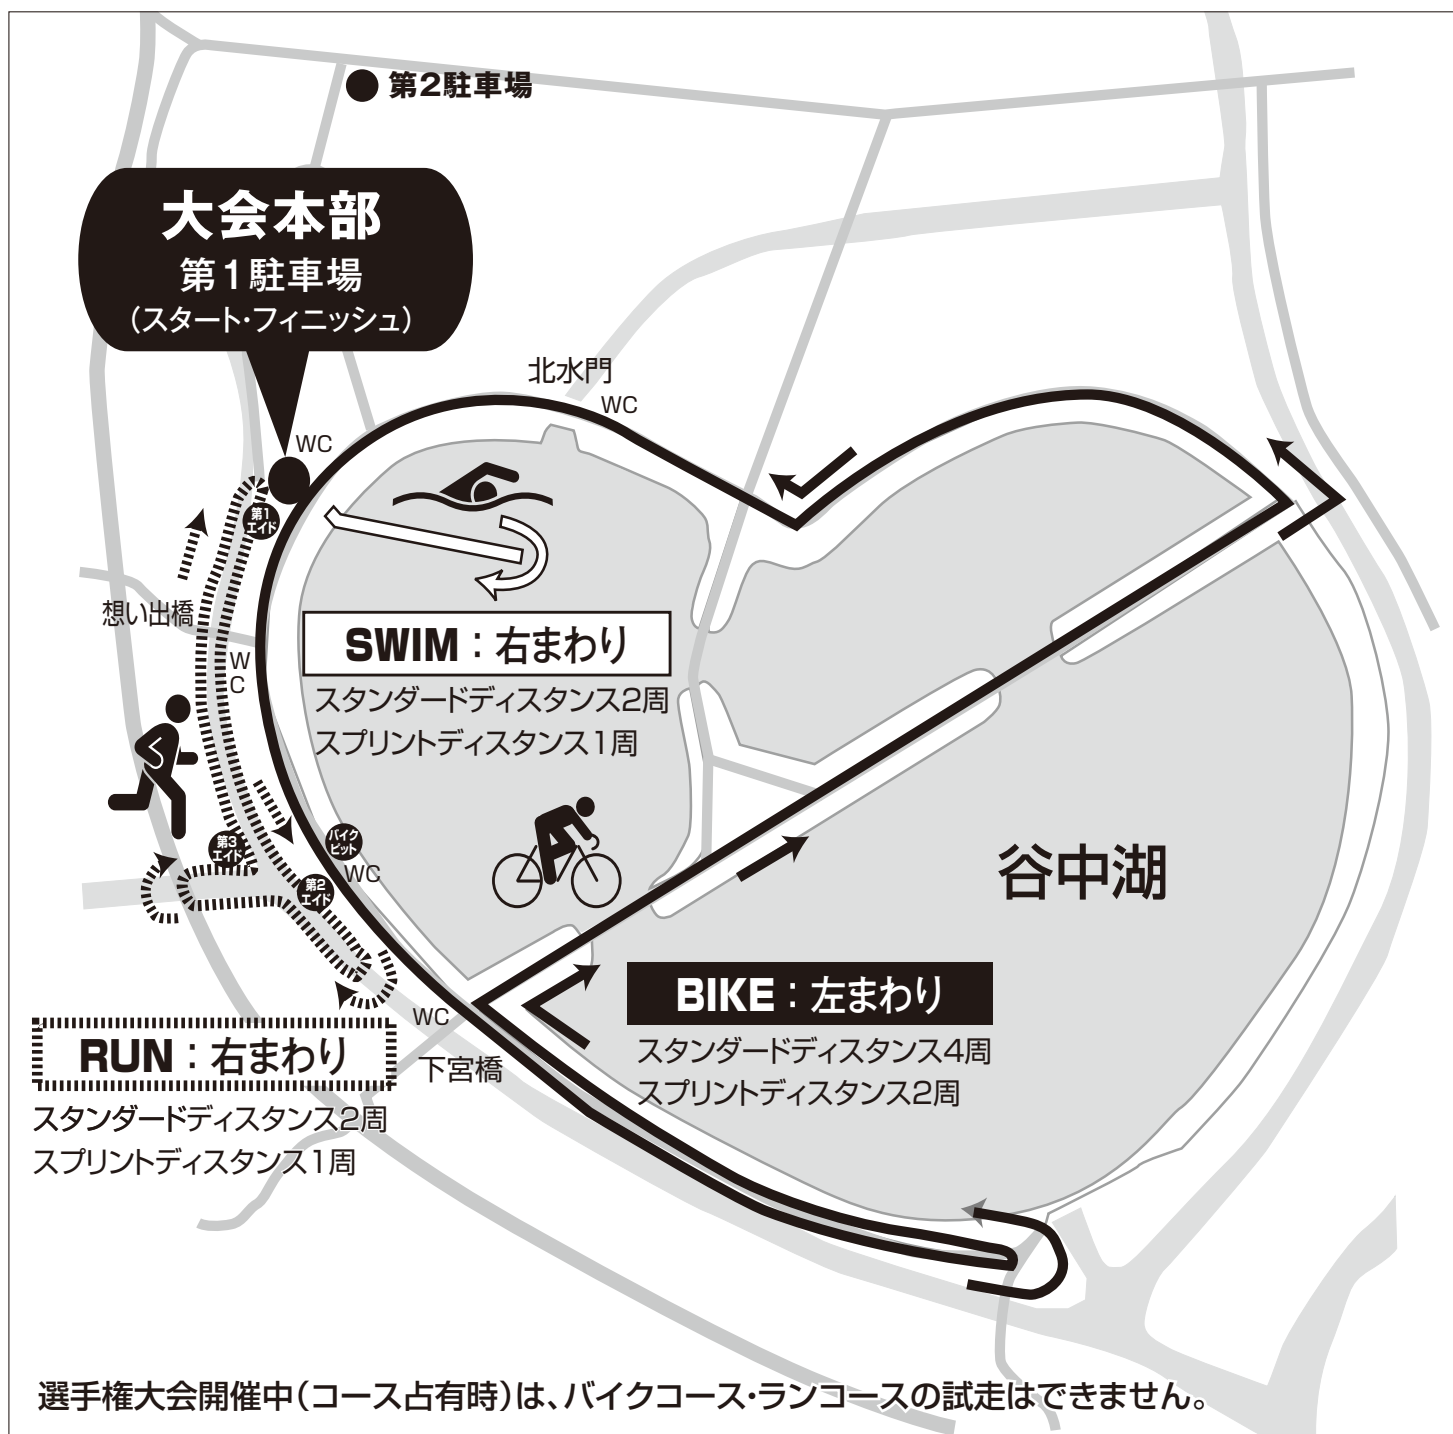 第2駐車場
大会本部
第1駐車場
(スタート・フィニッシュ)
北水門
WC
WC
第1
エイド
想い出橋
W
C
SWIM：右まわり
スタンダードディスタンス2周
スプリントディスタンス1周
バイク
ピット
WC
第3
エイド
第2
エイド
谷中湖
BIKE：左まわり
スタンダードディスタンス4周
スプリントディスタンス2周
WC
下宮橋
RUN：右まわり
スタンダードディスタンス2周
スプリントディスタンス1周
選手権大会開催中(コース占有時)は、バイクコース・ランコースの試走はできません。